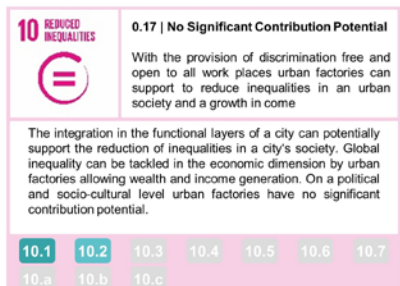 10 REDUCED
INEQUALITIES
0.17 | No Significant Contribution Potential
With the provision of discrimination free and
open to all work places urban factories can
support to reduce inequalities in an urban
society and a growth in come
The integration in the functional layers of a city can potentially
support the reduction of inequalities in a city's society. Global
inequality can be tackled in the economic dimension by urban
factories allowing wealth and income generation. On a political
and socio-cultural level urban factories have no significant
contribution potential.
10.1 10.2 10.3 10.4 10.5 10.6 10.7
10.a 10.b 10.c